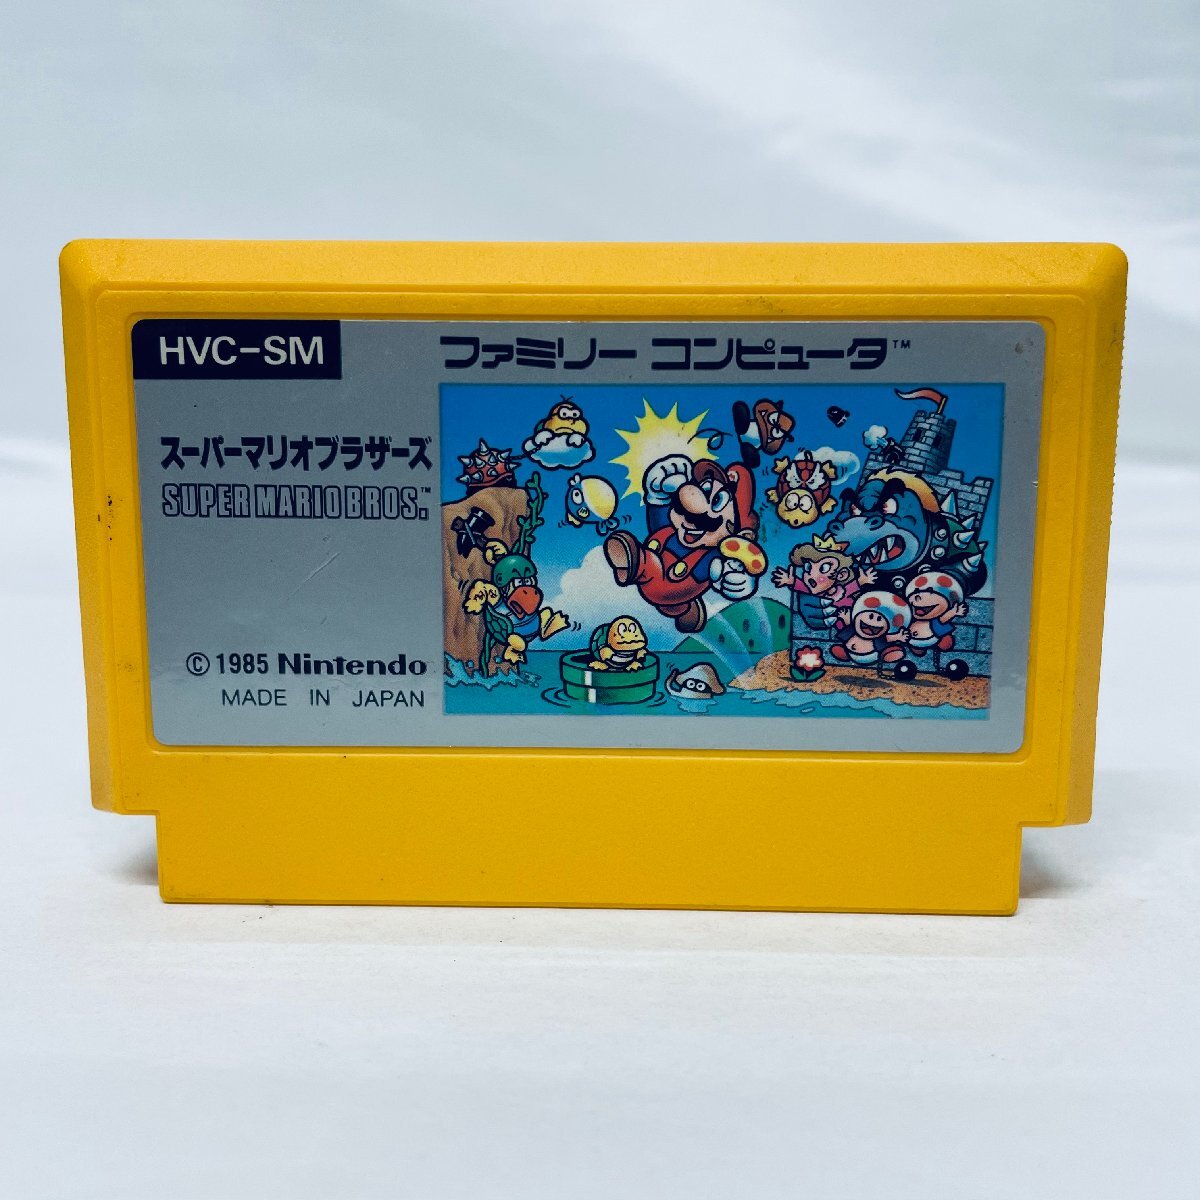 HVC-SM
ファミリー コンピュータ™
スーパーマリオブラザーズ
SUPER MARIO BROS.™
© 1985 Nintendo
MADE IN JAPAN